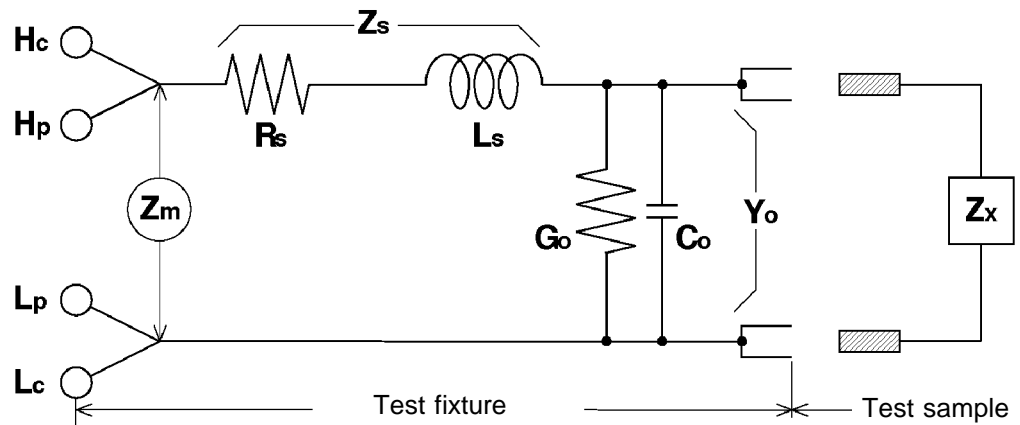 Zs
Hc
Hp
Rs
Ls
Zm
Go
Co
Yo
Zx
Lp
Lc
Test fixture
Test sample